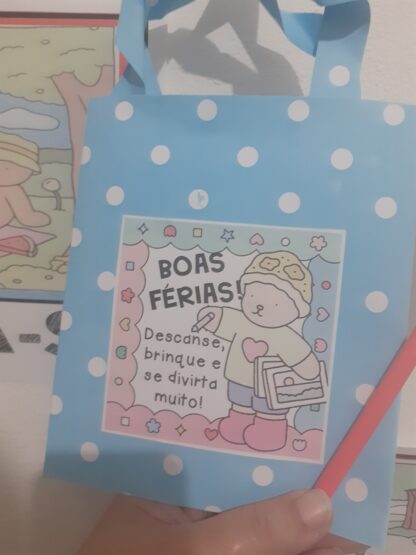 BOAS
FÉRIAS!
Descanse,
brinque e
se divirta
muito!
A-S